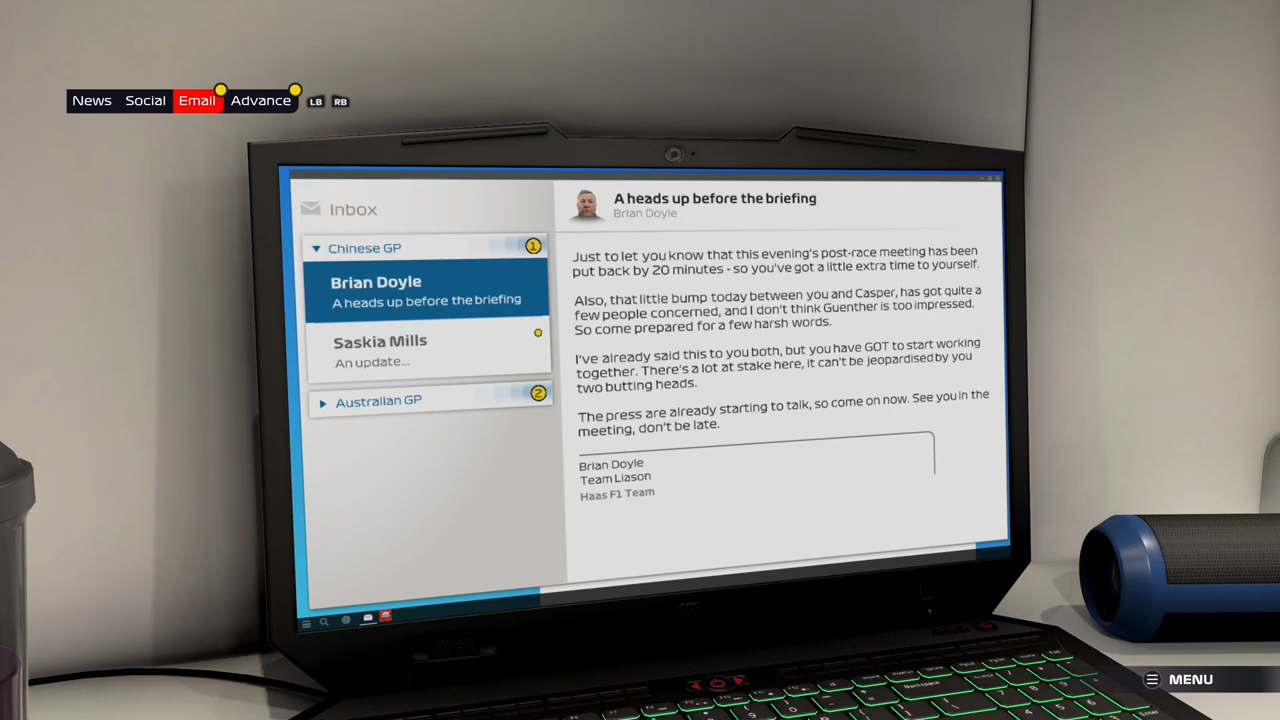 News Social Email Advance LB RB
Inbox
Chinese GP 1
Brian Doyle
A heads up before the briefing
Saskia Mills
An update...
Australian GP 2
A heads up before the briefing
Brian Doyle
Just to let you know that this evening's post-race meeting has been
put back by 20 minutes - so you've got a little extra time to yourself.
Also, that little bump today between you and Casper, has got quite a
few people concerned, and I don't think Guenther is too impressed.
So come prepared for a few harsh words.
I've already said this to you both, but you have GOT to start working
together. There's a lot at stake here, it can't be jeopardised by you
two butting heads.
The press are already starting to talk, so come on now. See you in the
meeting, don't be late.
Brian Doyle
Team Liason
Haas F1 Team
MENU